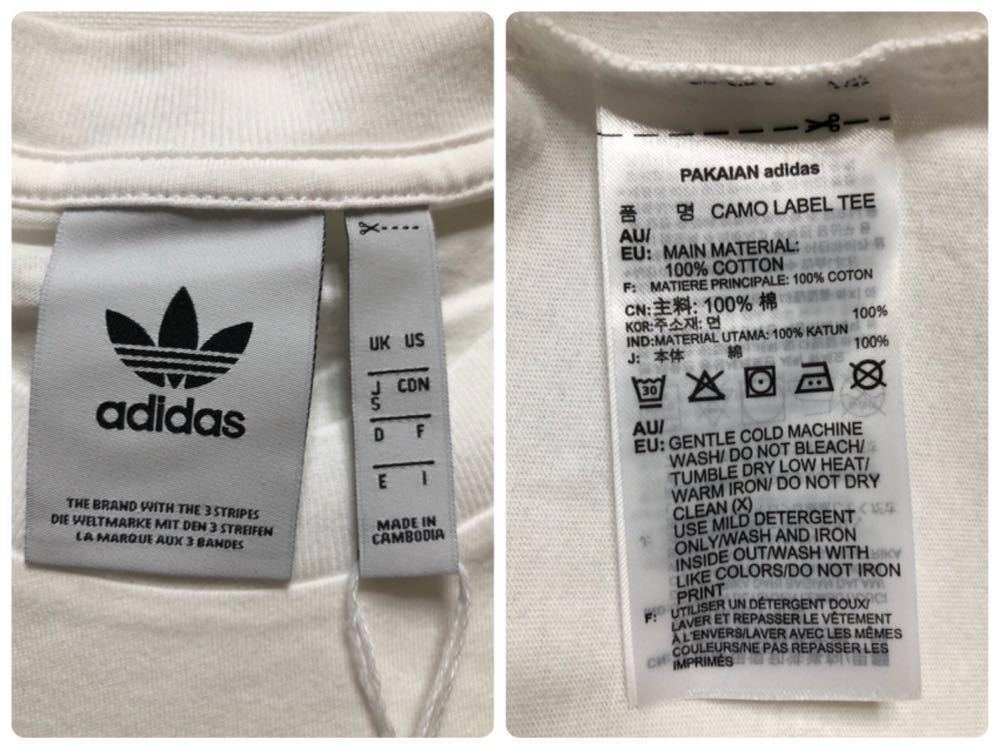 adidas
THE BRAND WITH THE 3 STRIPES
DIE WELTMARKE MIT DEN 3 STREIFEN
LA MARQUE AUX 3 BANDES
UK US
J/S CDN
D F
E I
MADE IN
CAMBODIA
PAKAIAN adidas
품 명 CAMO LABEL TEE
AU/
EU: MAIN MATERIAL:
100% COTTON
F: MATIERE PRINCIPALE: 100% COTON
CN:主料: 100% 棉
KOR:주소재: 면 100%
IND:MATERIAL UTAMA: 100% KATUN
J: 本体 綿 100%
30
AU/
EU: GENTLE COLD MACHINE
WASH/ DO NOT BLEACH/
TUMBLE DRY LOW HEAT/
WARM IRON/ DO NOT DRY
CLEAN (X)
USE MILD DETERGENT
ONLY/WASH AND IRON
INSIDE OUT/WASH WITH
LIKE COLORS/DO NOT IRON
PRINT
F: UTILISER UN DÉTERGENT DOUX/
LAVER ET REPASSER LE VÊTEMENT
À L'ENVERS/LAVER AVEC LES MÊMES
COULEURS/NE PAS REPASSER LES
IMPRIMÉS